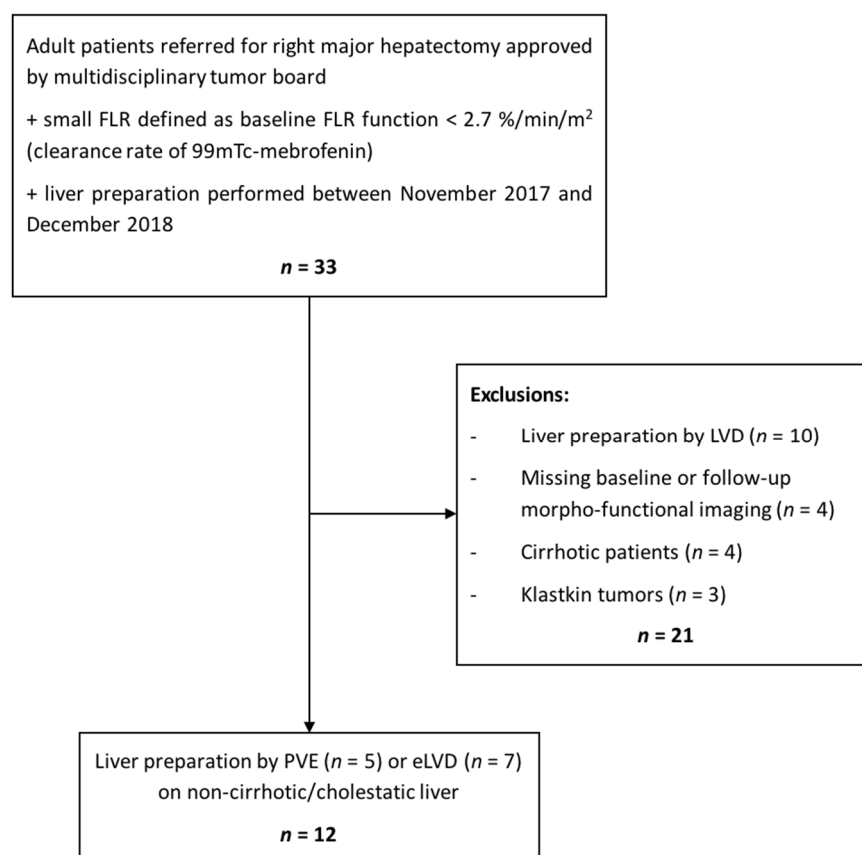 Adult patients referred for right major hepatectomy approved
by multidisciplinary tumor board
+ small FLR defined as baseline FLR function < 2.7 %/min/m²
(clearance rate of 99mTc-mebrofenin)
+ liver preparation performed between November 2017 and
December 2018
n = 33
Exclusions:
- Liver preparation by LVD (n = 10)
- Missing baseline or follow-up
morpho-functional imaging (n = 4)
- Cirrhotic patients (n = 4)
- Klastkin tumors (n = 3)
n = 21
Liver preparation by PVE (n = 5) or eLVD (n = 7)
on non-cirrhotic/cholestatic liver
n = 12